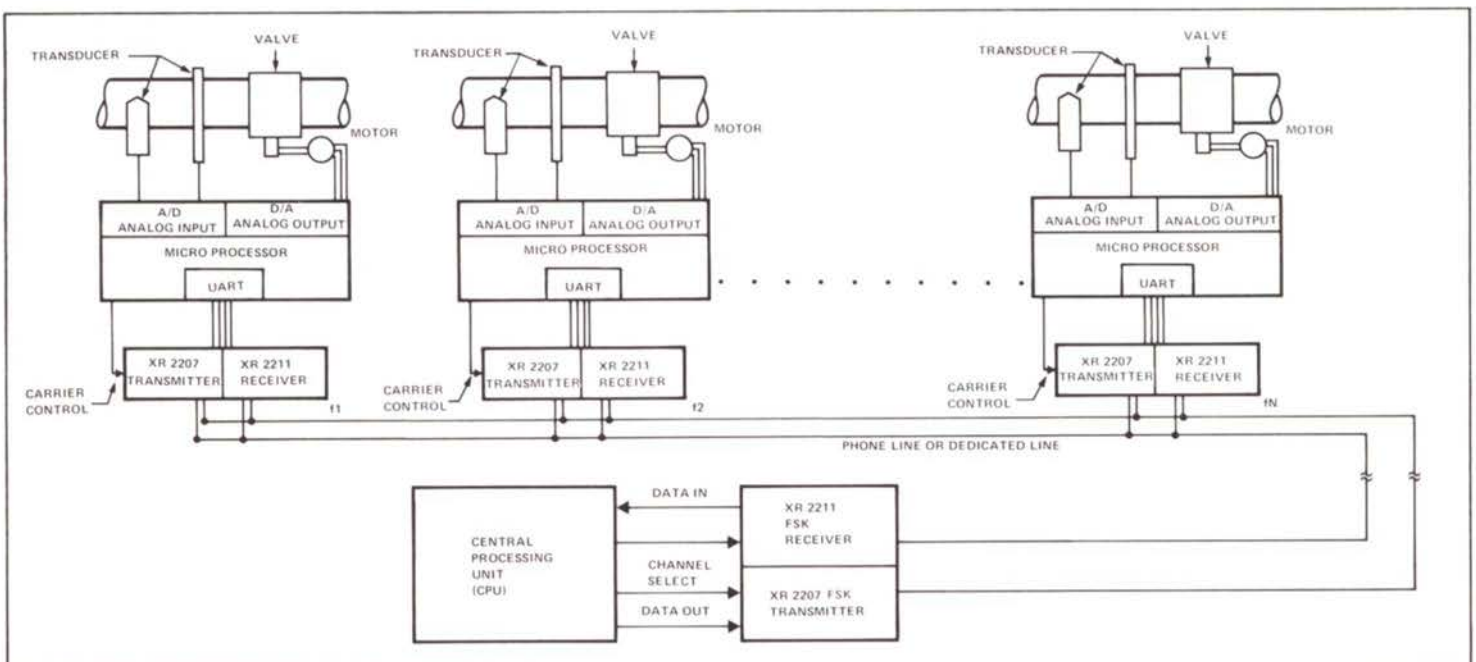 TRANSDUCER
VALVE
MOTOR
A/D
ANALOG INPUT
D/A
ANALOG OUTPUT
MICRO PROCESSOR
UART
XR 2207
TRANSMITTER
XR 2211
RECEIVER
CARRIER
CONTROL
f1
TRANSDUCER
VALVE
MOTOR
A/D
ANALOG INPUT
D/A
ANALOG OUTPUT
MICRO PROCESSOR
UART
XR 2207
TRANSMITTER
XR 2211
RECEIVER
CARRIER
CONTROL
f2
TRANSDUCER
VALVE
MOTOR
A/D
ANALOG INPUT
D/A
ANALOG OUTPUT
MICRO PROCESSOR
UART
XR 2207
TRANSMITTER
XR 2211
RECEIVER
CARRIER
CONTROL
fN
PHONE LINE OR DEDICATED LINE
CENTRAL
PROCESSING
UNIT
(CPU)
DATA IN
CHANNEL
SELECT
DATA OUT
XR 2211
FSK
RECEIVER
XR 2207 FSK
TRANSMITTER